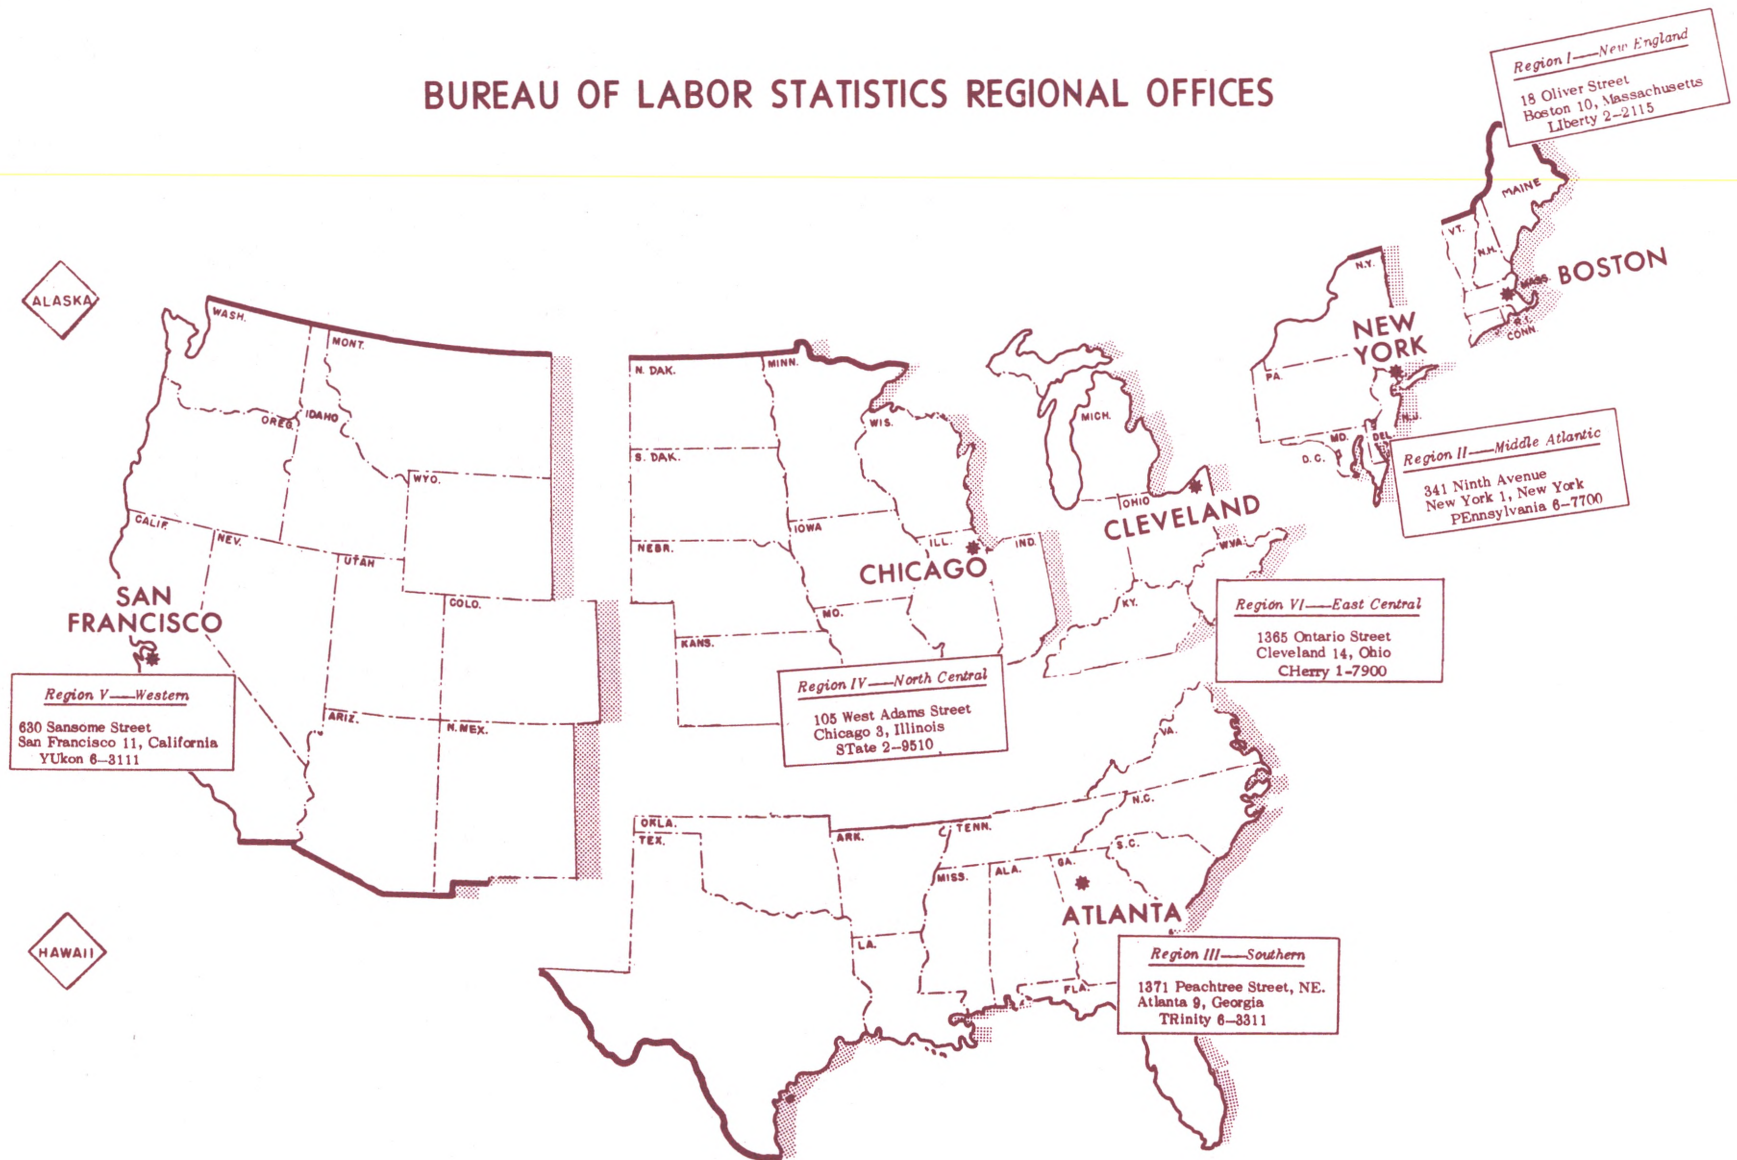 BUREAU OF LABOR STATISTICS REGIONAL OFFICES
Region I—New England
18 Oliver Street
Boston 10, Massachusetts
LIberty 2-2115
MAINE
VT.
N.H.
MASS.
BOSTON
R.I.
CONN.
ALASKA
N.Y.
NEW
YORK
PA.
N.J.
MD.
DEL.
D.C.
Region II—Middle Atlantic
341 Ninth Avenue
New York 1, New York
PEnnsylvania 6-7700
WASH.
MONT.
OREG.
IDAHO
WYO.
CALIF.
NEV.
UTAH
COLO.
ARIZ.
N.MEX.
SAN
FRANCISCO
Region V—Western
630 Sansome Street
San Francisco 11, California
YUkon 6-3111
N. DAK.
MINN.
S. DAK.
WIS.
IOWA
NEBR.
ILL.
IND.
CHICAGO
MO.
KANS.
Region IV—North Central
105 West Adams Street
Chicago 3, Illinois
STate 2-9510
MICH.
OHIO
CLEVELAND
W.VA.
KY.
Region VI—East Central
1365 Ontario Street
Cleveland 14, Ohio
CHerry 1-7900
VA.
N.C.
OKLA.
TEX.
ARK.
TENN.
S.C.
MISS.
ALA.
GA.
ATLANTA
LA.
FLA.
Region III—Southern
1371 Peachtree Street, NE.
Atlanta 9, Georgia
TRinity 6-3311
HAWAII